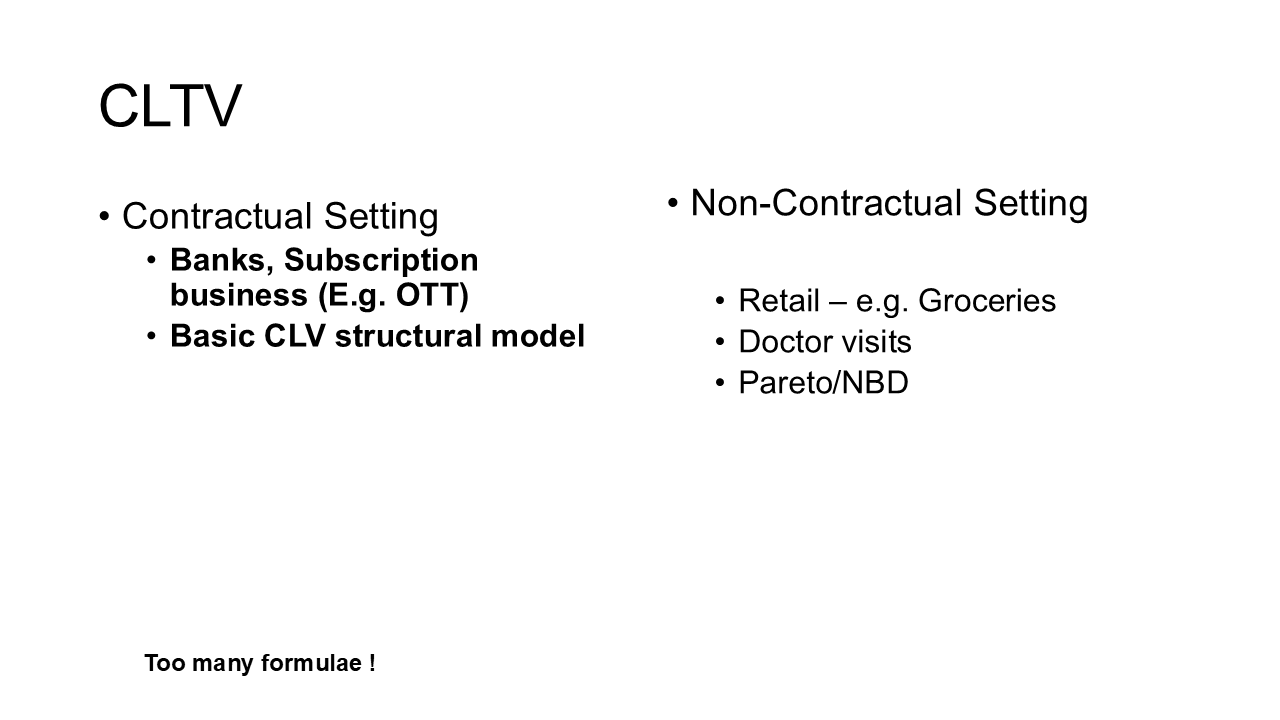 CLTV
• Contractual Setting
• Banks, Subscription
business (E.g. OTT)
• Basic CLV structural model
• Non-Contractual Setting
• Retail – e.g. Groceries
• Doctor visits
• Pareto/NBD
Too many formulae !